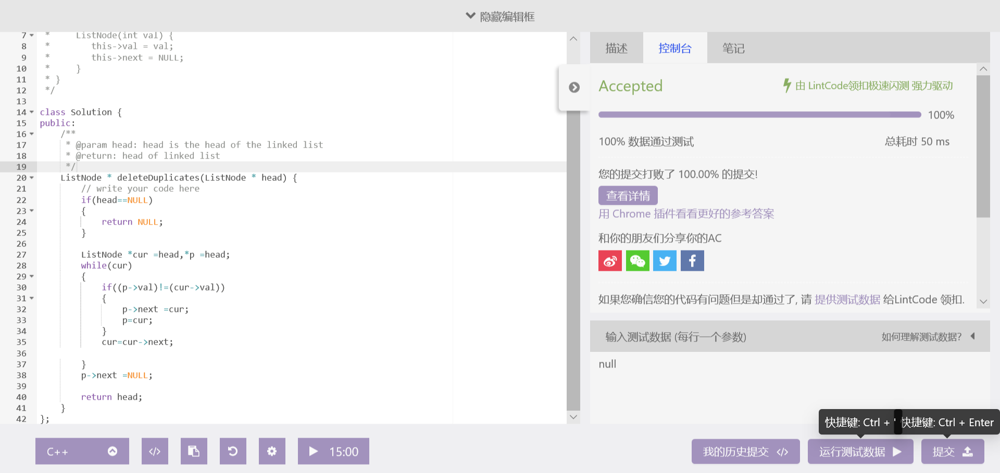 隐藏编辑框
7 *     ListNode(int val) {
8 *        this->val = val;
9 *        this->next = NULL;
10 *     }
11 * }
12 */
13
14 class Solution {
15 public:
16     /**
17      * @param head: head is the head of the linked list
18      * @return: head of linked list
19      */
20     ListNode * deleteDuplicates(ListNode * head) {
21         // write your code here
22         if(head==NULL)
23         {
24             return NULL;
25         }
26
27         ListNode *cur =head,*p =head;
28         while(cur)
29         {
30             if((p->val)!=(cur->val))
31             {
32                 p->next =cur;
33                 p=cur;
34             }
35             cur=cur->next;
36
37         }
38         p->next =NULL;
39
40         return head;
41     }
42 };
描述 控制台 笔记
Accepted 由 LintCode领扣极速闪测 强力驱动
100%
100% 数据通过测试 总耗时 50 ms
您的提交打败了 100.00% 的提交!
查看详情
用 Chrome 插件看看更好的参考答案
和你的朋友们分享你的AC
如果您确信您的代码有问题但是却通过了, 请 提供测试数据 给LintCode 领扣.
输入测试数据 (每行一个参数) 如何理解测试数据?
null
快捷键: Ctrl + ' 快捷键: Ctrl + Enter
C++ </> 15:00 我的历史提交 </> 运行测试数据 提交